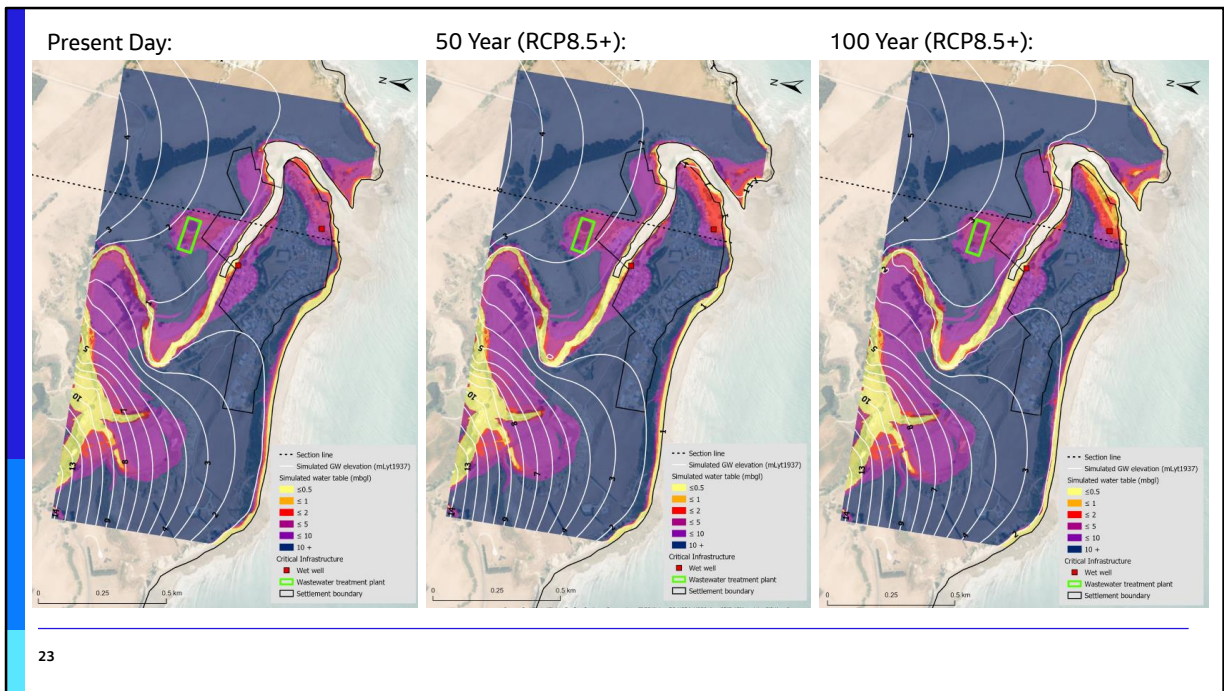 Present Day:
50 Year (RCP8.5+):
100 Year (RCP8.5+):
N
Section line
Simulated GW elevation (mLyt1937)
Simulated water table (mbgl)
≤0.5
≤ 1
≤ 2
≤ 5
≤ 10
10 +
Critical Infrastructure
Wet well
Wastewater treatment plant
Settlement boundary
0 0.25 0.5 km
N
Section line
Simulated GW elevation (mLyt1937)
Simulated water table (mbgl)
≤0.5
≤ 1
≤ 2
≤ 5
≤ 10
10 +
Critical Infrastructure
Wet well
Wastewater treatment plant
Settlement boundary
0 0.25 0.5 km
N
Section line
Simulated GW elevation (mLyt1937)
Simulated water table (mbgl)
≤0.5
≤ 1
≤ 2
≤ 5
≤ 10
10 +
Critical Infrastructure
Wet well
Wastewater treatment plant
Settlement boundary
0 0.25 0.5 km
23